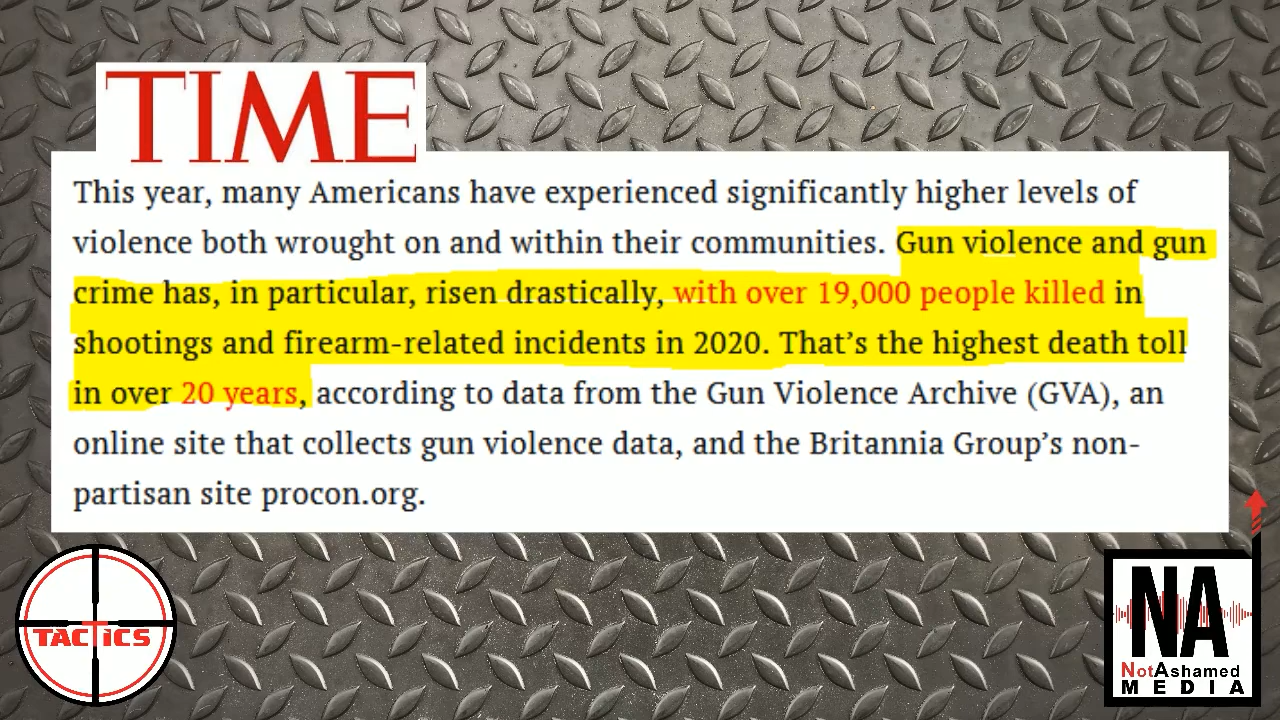 TIME
This year, many Americans have experienced significantly higher levels of
violence both wrought on and within their communities. Gun violence and gun
crime has, in particular, risen drastically, with over 19,000 people killed in
shootings and firearm-related incidents in 2020. That's the highest death toll
in over 20 years, according to data from the Gun Violence Archive (GVA), an
online site that collects gun violence data, and the Britannia Group's non-
partisan site procon.org.
TACTICS
NA
NotAshamed
MEDIA